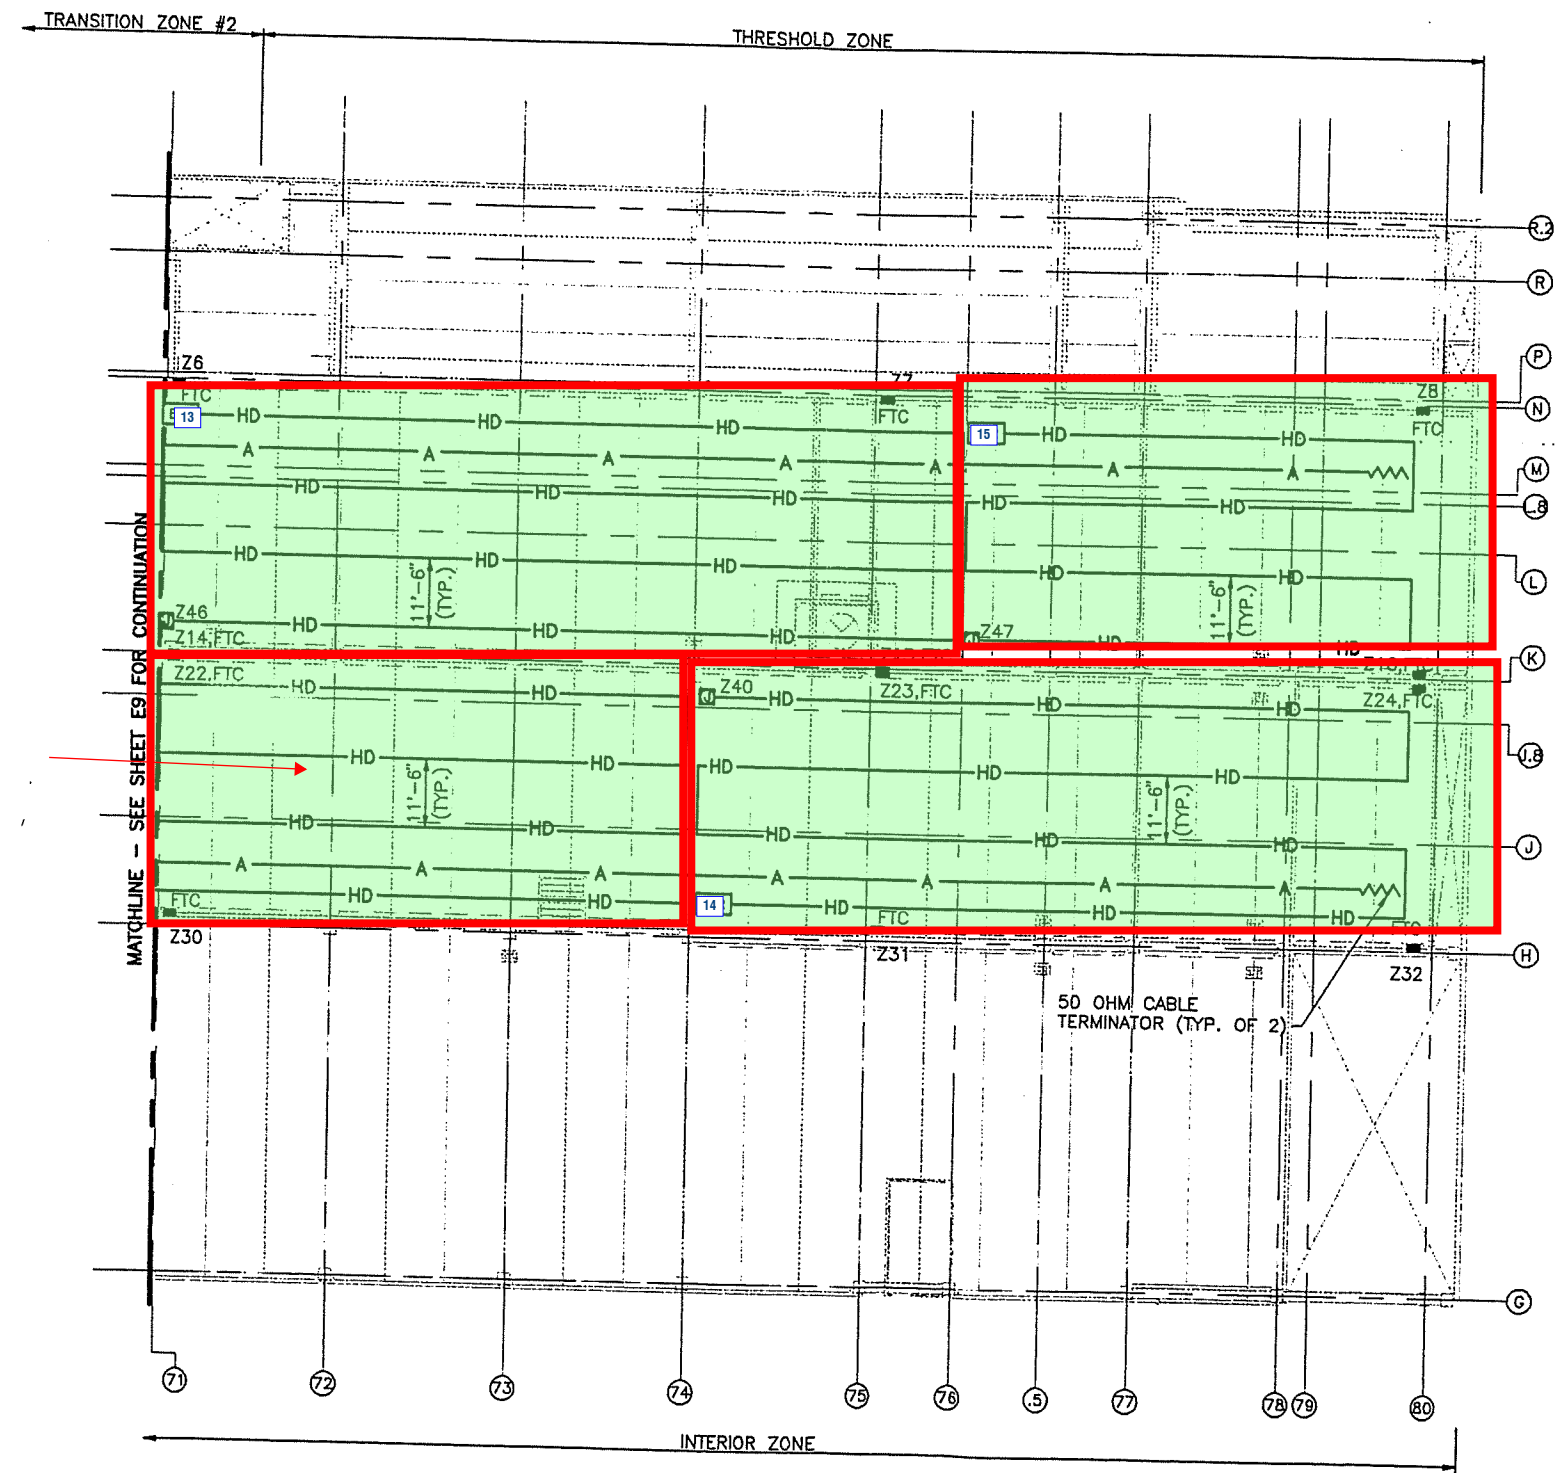 TRANSITION ZONE #2
THRESHOLD ZONE
R.2
R
P
Z6
Z7
Z8
N
FTC
FTC
FTC
13 HD HD HD
15 HD HD
A A A A A A A
M
HD HD HD HD HD
L.8
HD HD HD HD HD
11'-6" (TYP.)
11'-6" (TYP.)
L
Z46 HD HD HD
Z47 HD HD
Z14,FTC
K
Z22,FTC
Z23,FTC
Z24,FTC
HD HD
Z40 HD HD HD
J.8
HD HD HD HD HD
11'-6" (TYP.)
11'-6" (TYP.)
HD HD HD HD HD
J
A A A A A A A
HD HD
14 HD HD HD
FTC
FTC
FTC
Z30
Z31
Z32
H
MATCHLINE - SEE SHEET E9 FOR CONTINUATION
50 OHM CABLE
TERMINATOR (TYP. OF 2)
G
71 72 73 74 75 76 .5 77 78 79 80
INTERIOR ZONE